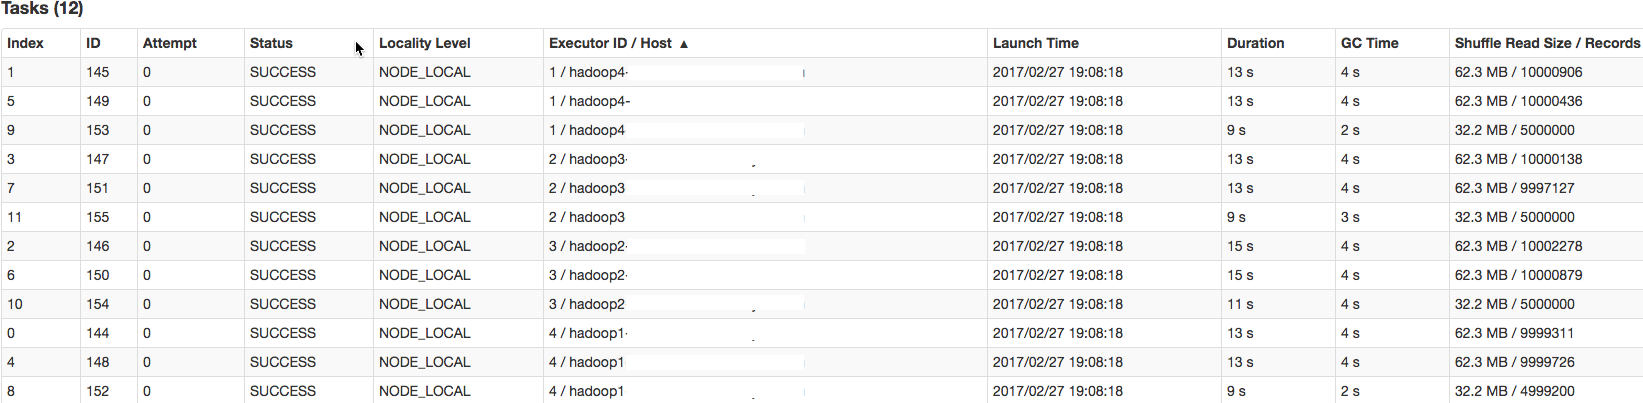 Tasks (12)
Index ID Attempt Status Locality Level Executor ID / Host ▲ Launch Time Duration GC Time Shuffle Read Size / Records
1 145 0 SUCCESS NODE_LOCAL 1 / hadoop4- 2017/02/27 19:08:18 13 s 4 s 62.3 MB / 10000906
5 149 0 SUCCESS NODE_LOCAL 1 / hadoop4- 2017/02/27 19:08:18 13 s 4 s 62.3 MB / 10000436
9 153 0 SUCCESS NODE_LOCAL 1 / hadoop4 2017/02/27 19:08:18 9 s 2 s 32.2 MB / 5000000
3 147 0 SUCCESS NODE_LOCAL 2 / hadoop3- 2017/02/27 19:08:18 13 s 4 s 62.3 MB / 10000138
7 151 0 SUCCESS NODE_LOCAL 2 / hadoop3 2017/02/27 19:08:18 13 s 4 s 62.3 MB / 9997127
11 155 0 SUCCESS NODE_LOCAL 2 / hadoop3 2017/02/27 19:08:18 9 s 3 s 32.3 MB / 5000000
2 146 0 SUCCESS NODE_LOCAL 3 / hadoop2- 2017/02/27 19:08:18 15 s 4 s 62.3 MB / 10002278
6 150 0 SUCCESS NODE_LOCAL 3 / hadoop2- 2017/02/27 19:08:18 15 s 4 s 62.3 MB / 10000879
10 154 0 SUCCESS NODE_LOCAL 3 / hadoop2 2017/02/27 19:08:18 11 s 4 s 32.2 MB / 5000000
0 144 0 SUCCESS NODE_LOCAL 4 / hadoop1- 2017/02/27 19:08:18 13 s 4 s 62.3 MB / 9999311
4 148 0 SUCCESS NODE_LOCAL 4 / hadoop1 2017/02/27 19:08:18 13 s 4 s 62.3 MB / 9999726
8 152 0 SUCCESS NODE_LOCAL 4 / hadoop1 2017/02/27 19:08:18 9 s 2 s 32.2 MB / 4999200